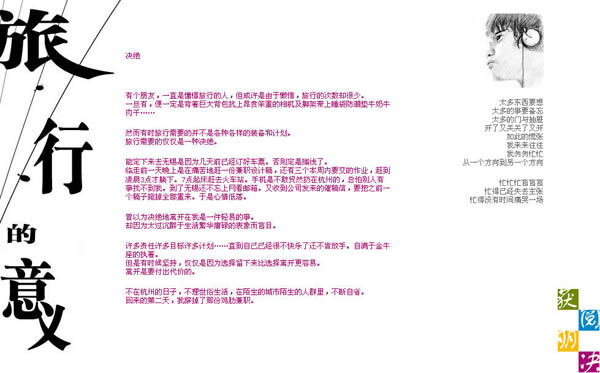 旅行的意义
决绝
有个朋友，一直是憧憬旅行的人，但或许是由于懒惰，旅行的次数却很少。
一旦有，便一定是背着巨大背包抗上昂贵笨重的相机及脚架带上睡袋防潮垫牛奶牛
肉干……
然而有时旅行需要的并不是各种各样的装备和计划。
旅行需要的仅仅是一种决绝。
能定下来去无锡是因为几天前已经订好车票。否则定是搁出了。
临走前一天晚上是在痛苦地赶一份兼职设计稿，还有三个本周内要交的作业，赶到
凌晨3点才躺下。7点起床赶去火车站。手机是不敢贸然扔在杭州的，总怕别人有
事找不到我。到了无锡还不忘上网看邮箱。又收到公司发来的催稿信，要把之前一
个稿子能掉全部重来。于是心情低落。
曾以为决绝地离开在我是一件轻易的事。
却因为太过沉醉于生活繁华庸碌的表象而盲目。
许多责任许多目标许多计划……直到自己已经很不快乐了还不肯放手。自满于金牛
座的执着。
但是有时候坚持，仅仅是因为选择留下来比选择离开更容易。
离开是要付出代价的。
不在杭州的日子，不理世俗生活，在陌生的城市陌生的人群里，不断自省。
回来的第二天，我辞掉了那份鸡肋兼职。
太多东西要想
太多的事要备忘
太多的门与抽屉
开了又关关了又开
如此的慌张
我来来往往
我匆匆忙忙
从一个方向到另一个方向
忙忙忙盲盲盲
忙得已经失去主张
忙得没有时间痛哭一场
决